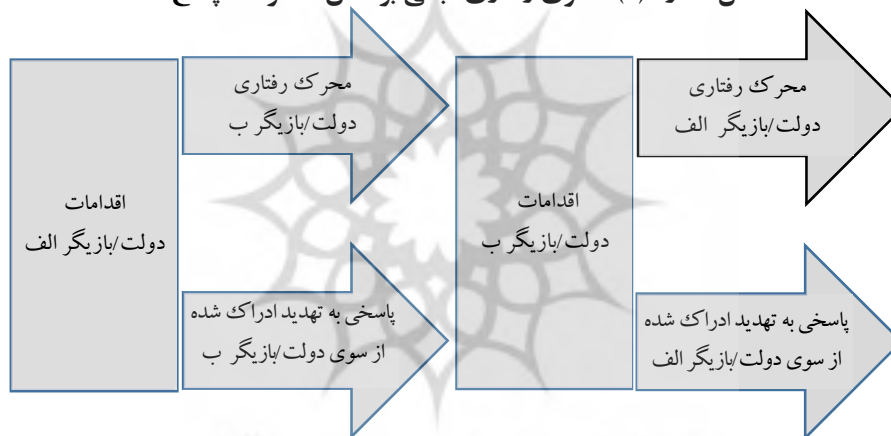 محرک رفتاری
دولت/بازیگر ب
اقدامات
دولت/بازیگر الف
پاسخی به تهدید ادراک شده
از سوی دولت/بازیگر ب
محرک رفتاری
دولت/بازیگر الف
اقدامات
دولت/بازیگر ب
پاسخی به تهدید ادراک شده
از سوی دولت/بازیگر الف